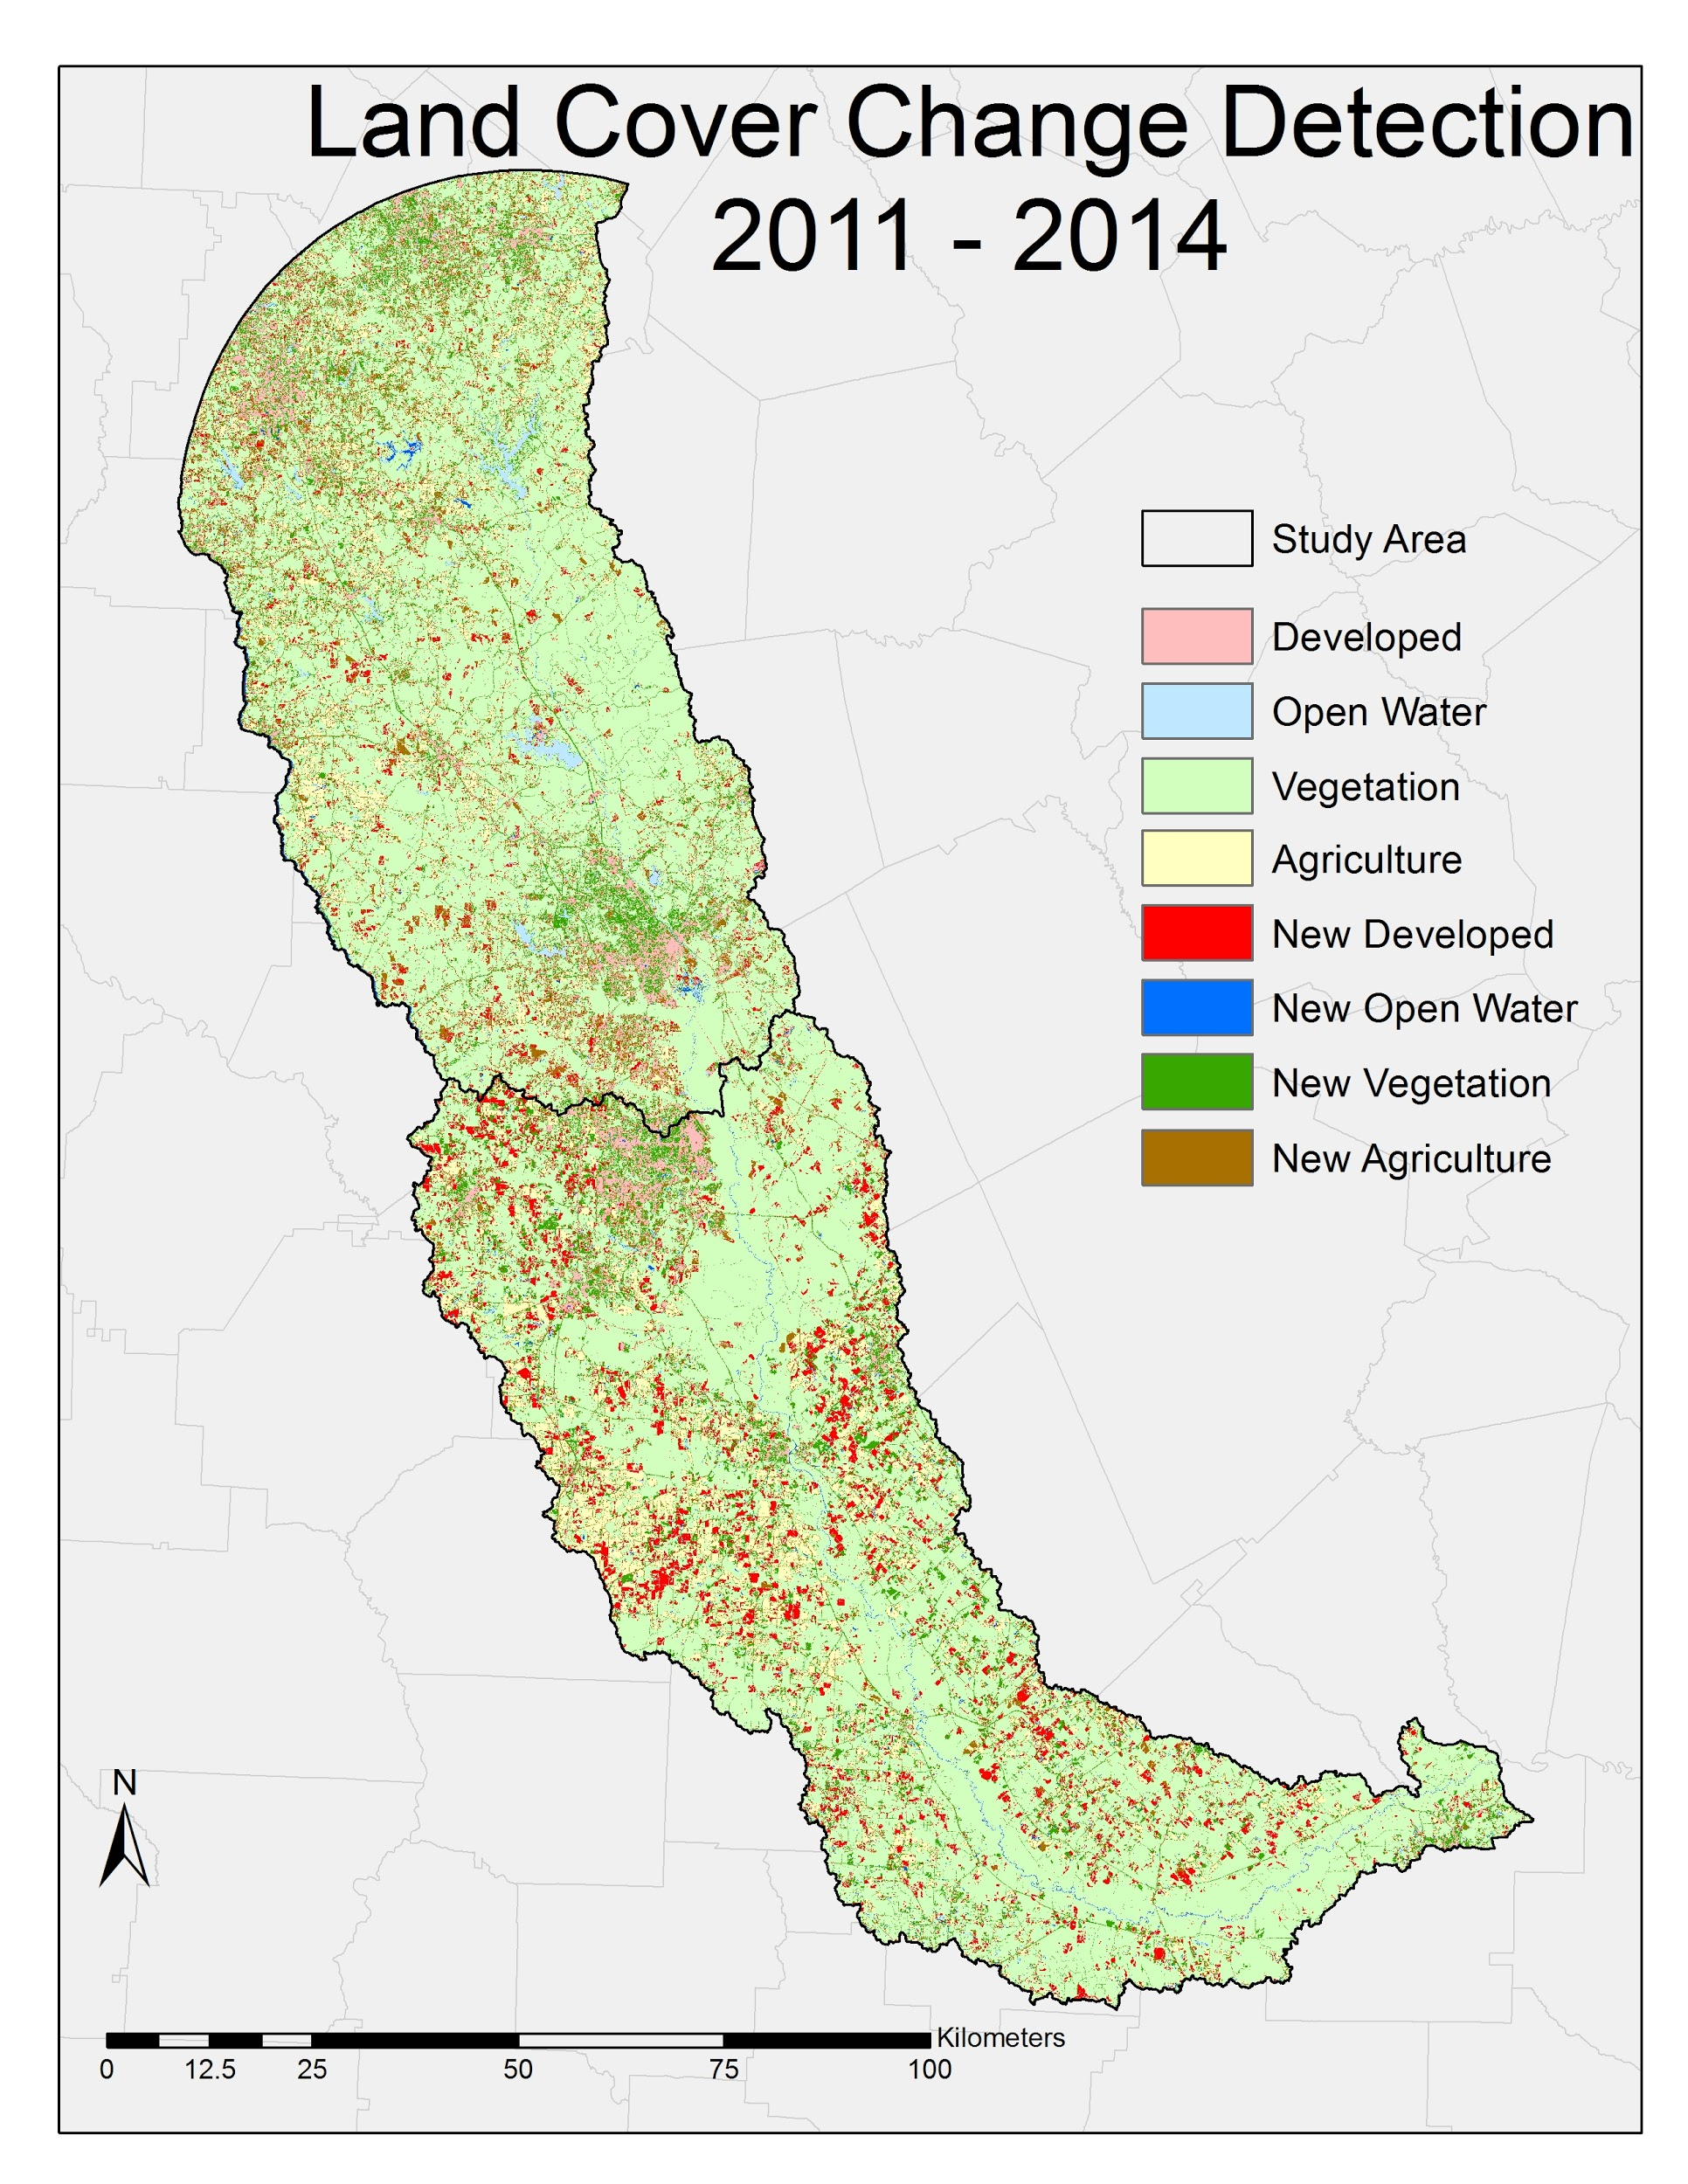 Land Cover Change Detection
2011 - 2014
Study Area
Developed
Open Water
Vegetation
Agriculture
New Developed
New Open Water
New Vegetation
New Agriculture
N
Kilometers
0 12.5 25 50 75 100